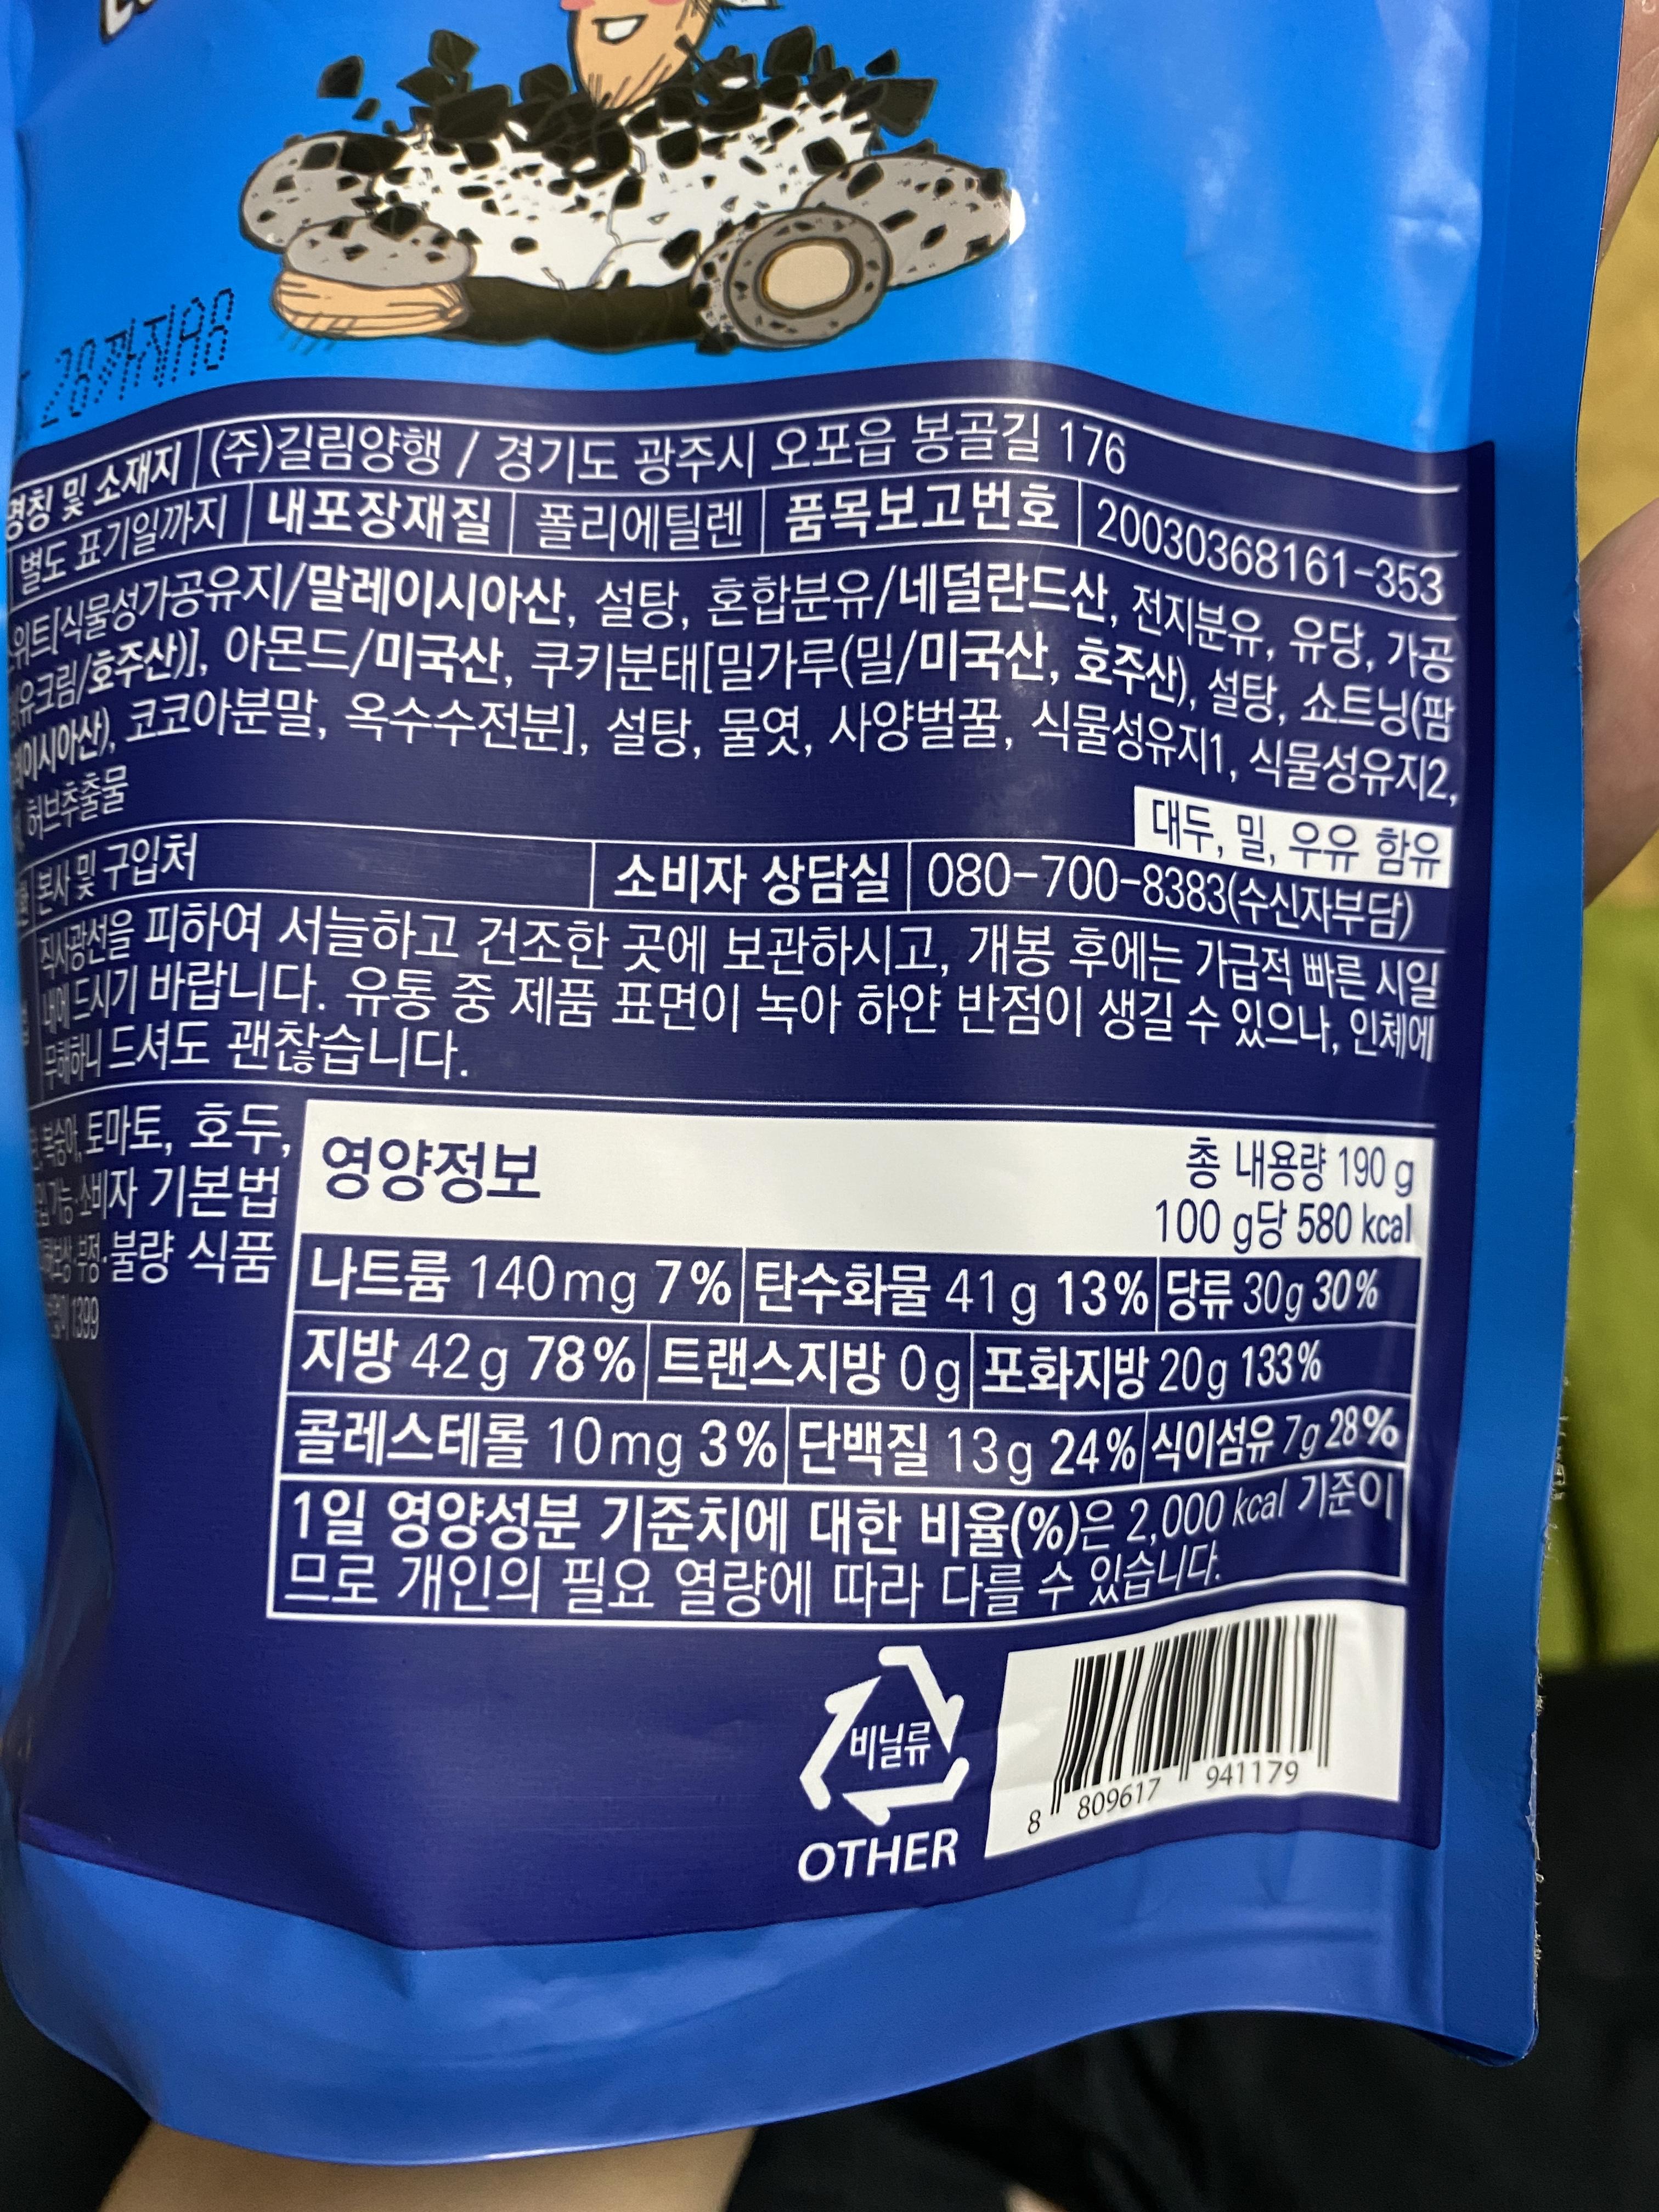 28까지A8
명칭 및 소재지 (주)길림양행 / 경기도 광주시 오포읍 봉골길 176
별도 표기일까지 내포장재질 폴리에틸렌 품목보고번호 20030368161-353
위트[식물성가공유지/말레이시아산, 설탕, 혼합분유/네덜란드산, 전지분유, 유당, 가공
유크림/호주산)], 아몬드/미국산, 쿠키분태[밀가루(밀/미국산, 호주산), 설탕, 쇼트닝(팜
레이시아산), 코코아분말, 옥수수전분], 설탕, 물엿, 사양벌꿀, 식물성유지1, 식물성유지2,
허브추출물
대두, 밀, 우유 함유
본사 및 구입처 소비자 상담실 080-700-8383(수신자부담)
직사광선을 피하여 서늘하고 건조한 곳에 보관하시고, 개봉 후에는 가급적 빠른 시일
내에 드시기 바랍니다. 유통 중 제품 표면이 녹아 하얀 반점이 생길 수 있으나, 인체에
무해하니 드셔도 괜찮습니다.
복숭아, 토마토, 호두,
소비자 기본법
부정·불량 식품
1399
영양정보
총 내용량 190 g
100 g당 580 kcal
나트륨 140 mg 7% 탄수화물 41 g 13% 당류 30g 30%
지방 42 g 78% 트랜스지방 0 g 포화지방 20g 133%
콜레스테롤 10 mg 3% 단백질 13 g 24% 식이섬유 7g 28%
1일 영양성분 기준치에 대한 비율(%)은 2,000 kcal 기준이
므로 개인의 필요 열량에 따라 다를 수 있습니다.
비닐류
OTHER
8 809617 941179